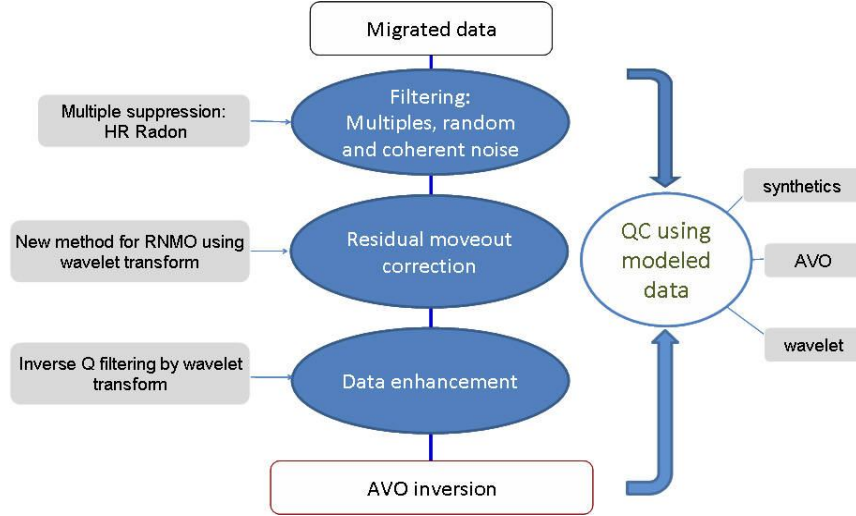 Migrated data
Filtering:
Multiples, random
and coherent noise
Multiple suppression:
HR Radon
synthetics
New method for RNMO using
wavelet transform
Residual moveout
correction
QC using
modeled
data
AVO
wavelet
Inverse Q filtering by wavelet
transform
Data enhancement
AVO inversion